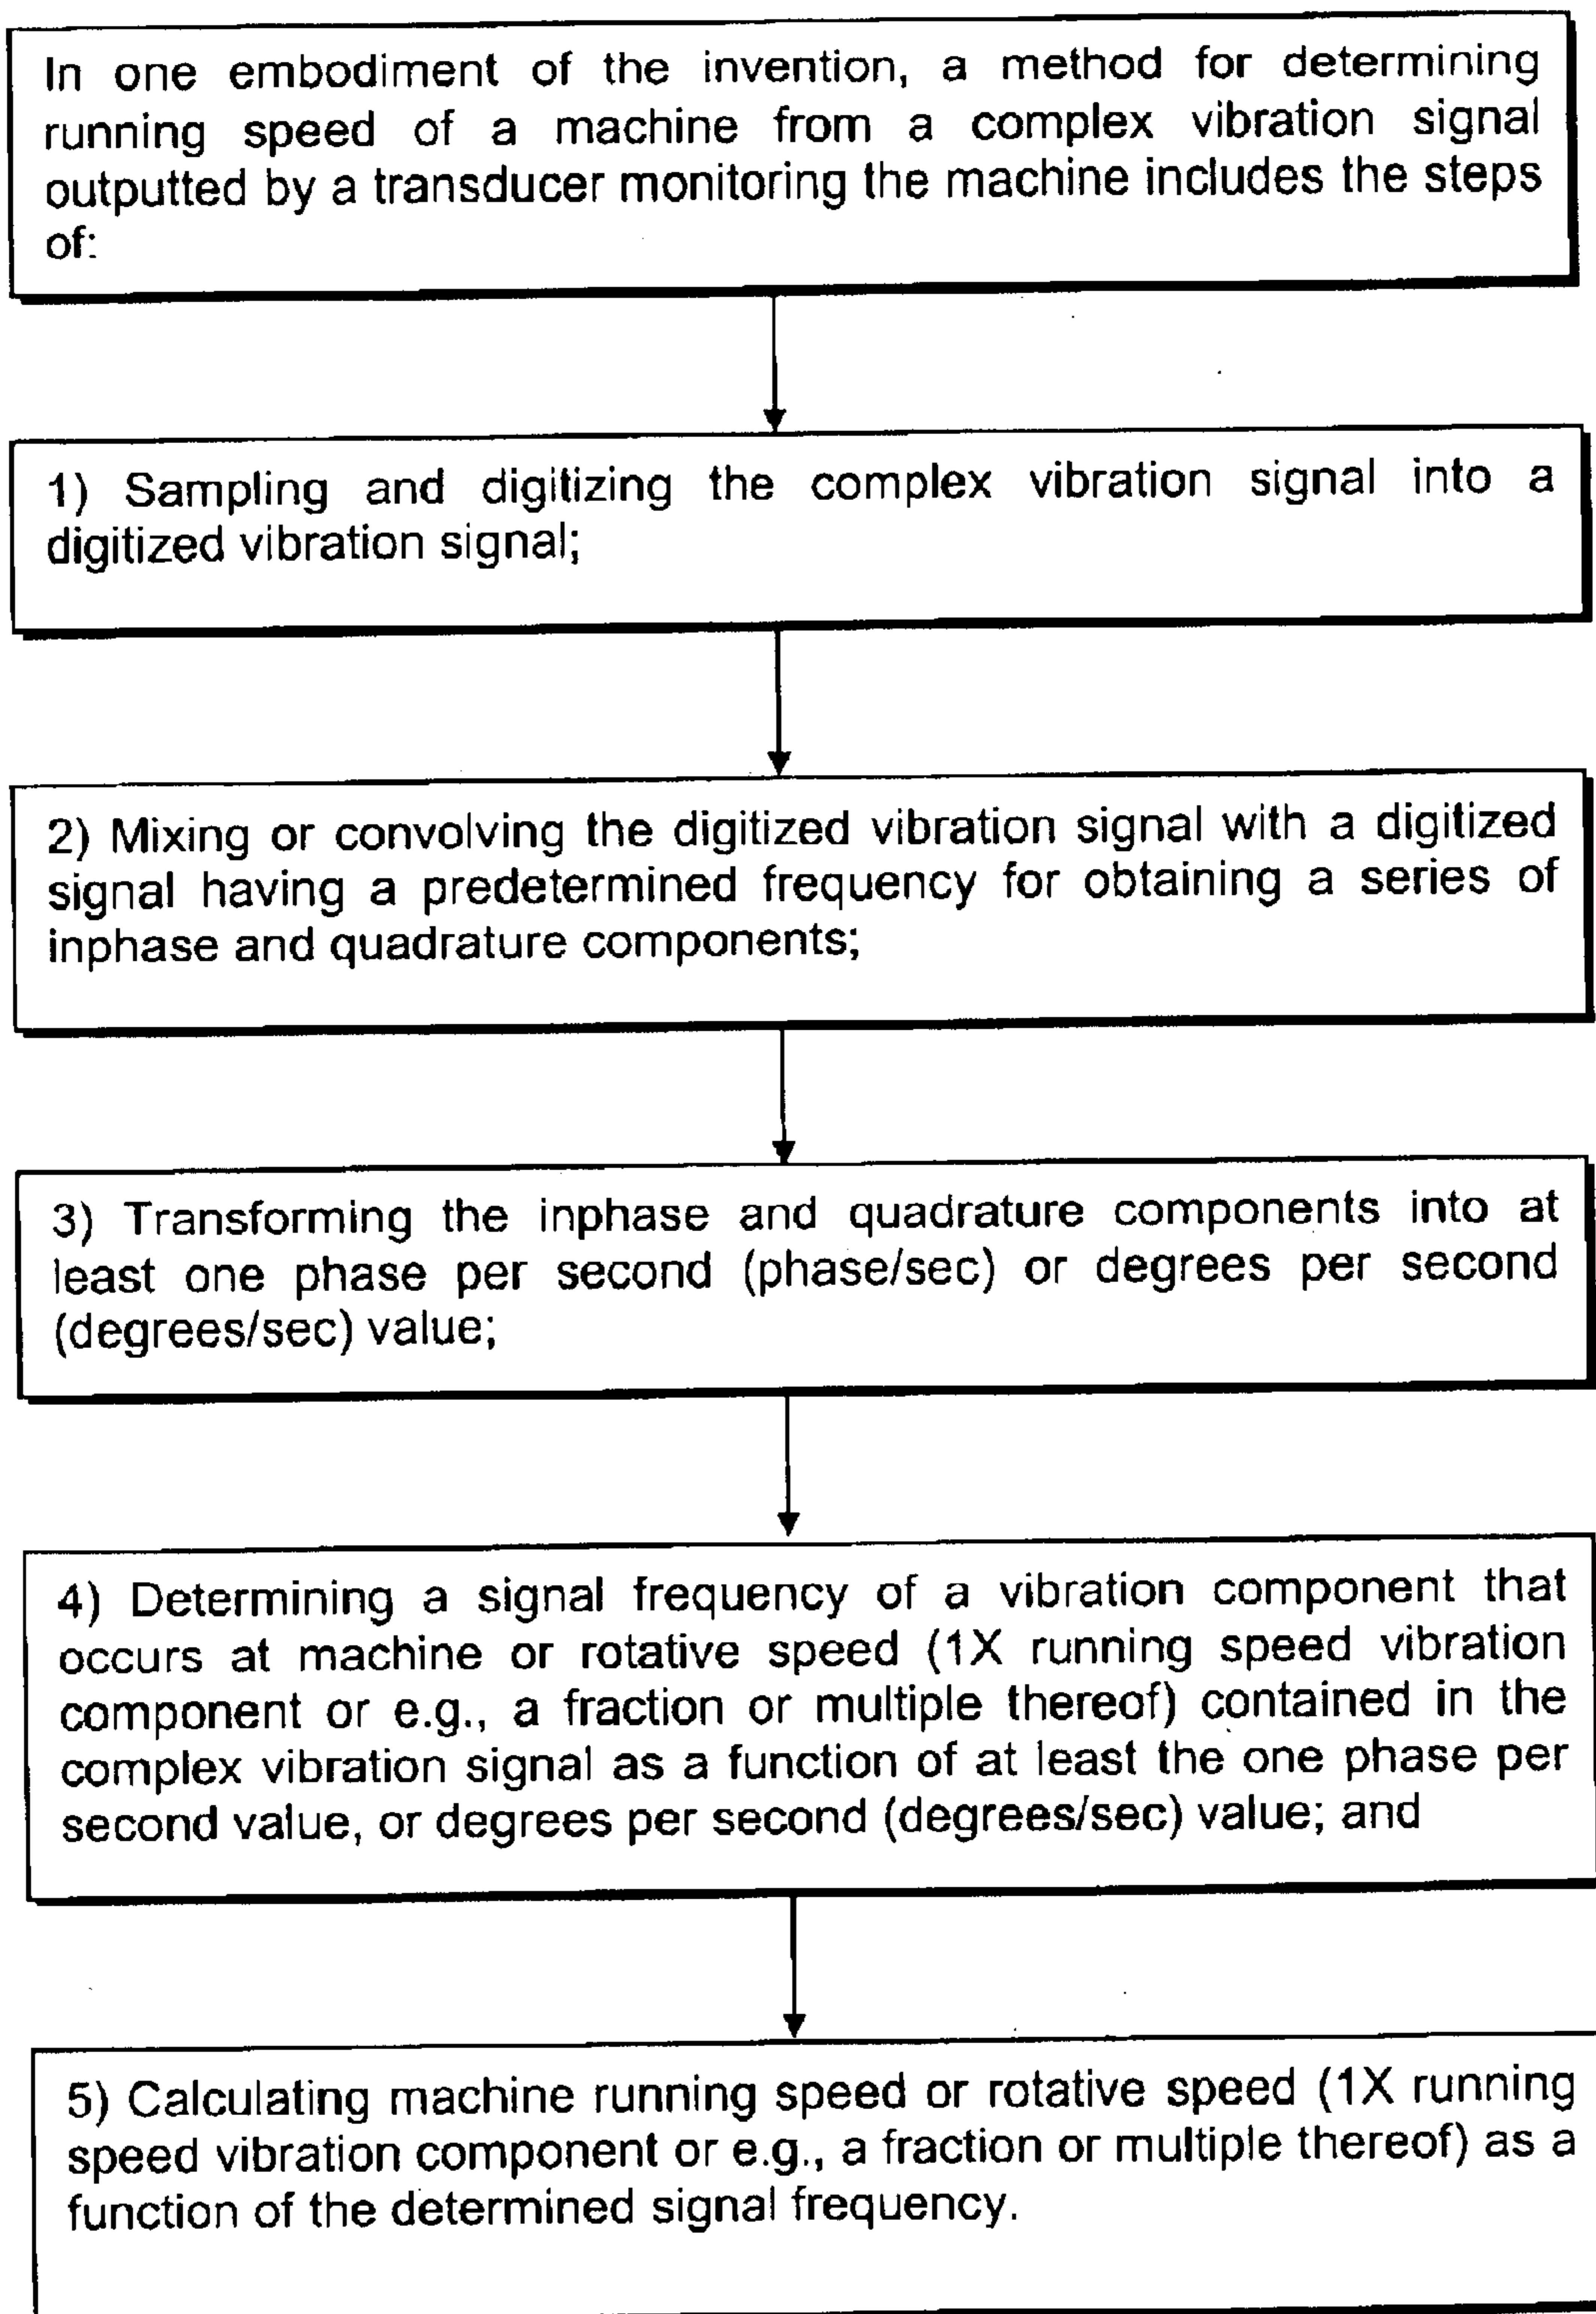 In one embodiment of the invention, a method for determining
running speed of a machine from a complex vibration signal
outputted by a transducer monitoring the machine includes the steps
of:
1) Sampling and digitizing the complex vibration signal into a
digitized vibration signal;
2) Mixing or convolving the digitized vibration signal with a digitized
signal having a predetermined frequency for obtaining a series of
inphase and quadrature components;
3) Transforming the inphase and quadrature components into at
least one phase per second (phase/sec) or degrees per second
(degrees/sec) value;
4) Determining a signal frequency of a vibration component that
occurs at machine or rotative speed (1X running speed vibration
component or e.g., a fraction or multiple thereof) contained in the
complex vibration signal as a function of at least the one phase per
second value, or degrees per second (degrees/sec) value; and
5) Calculating machine running speed or rotative speed (1X running
speed vibration component or e.g., a fraction or multiple thereof) as a
function of the determined signal frequency.